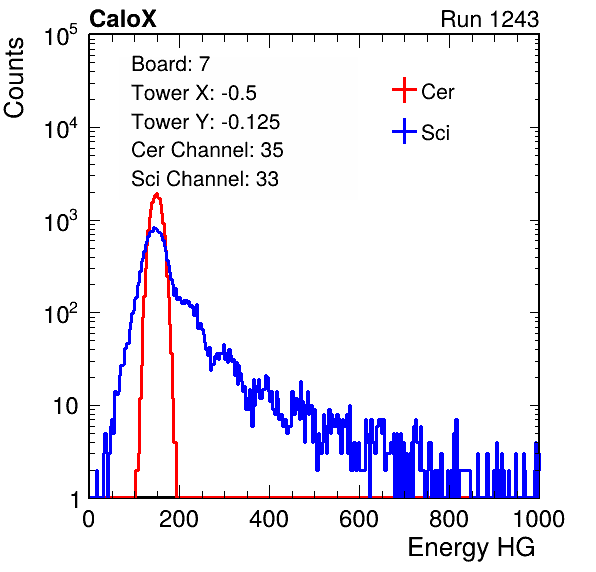 CaloX Run 1243
Counts
10^5
10^4
10^3
10^2
10
1
Board: 7
Tower X: -0.5
Tower Y: -0.125
Cer Channel: 35
Sci Channel: 33
Cer
Sci
0 200 400 600 800 1000
Energy HG